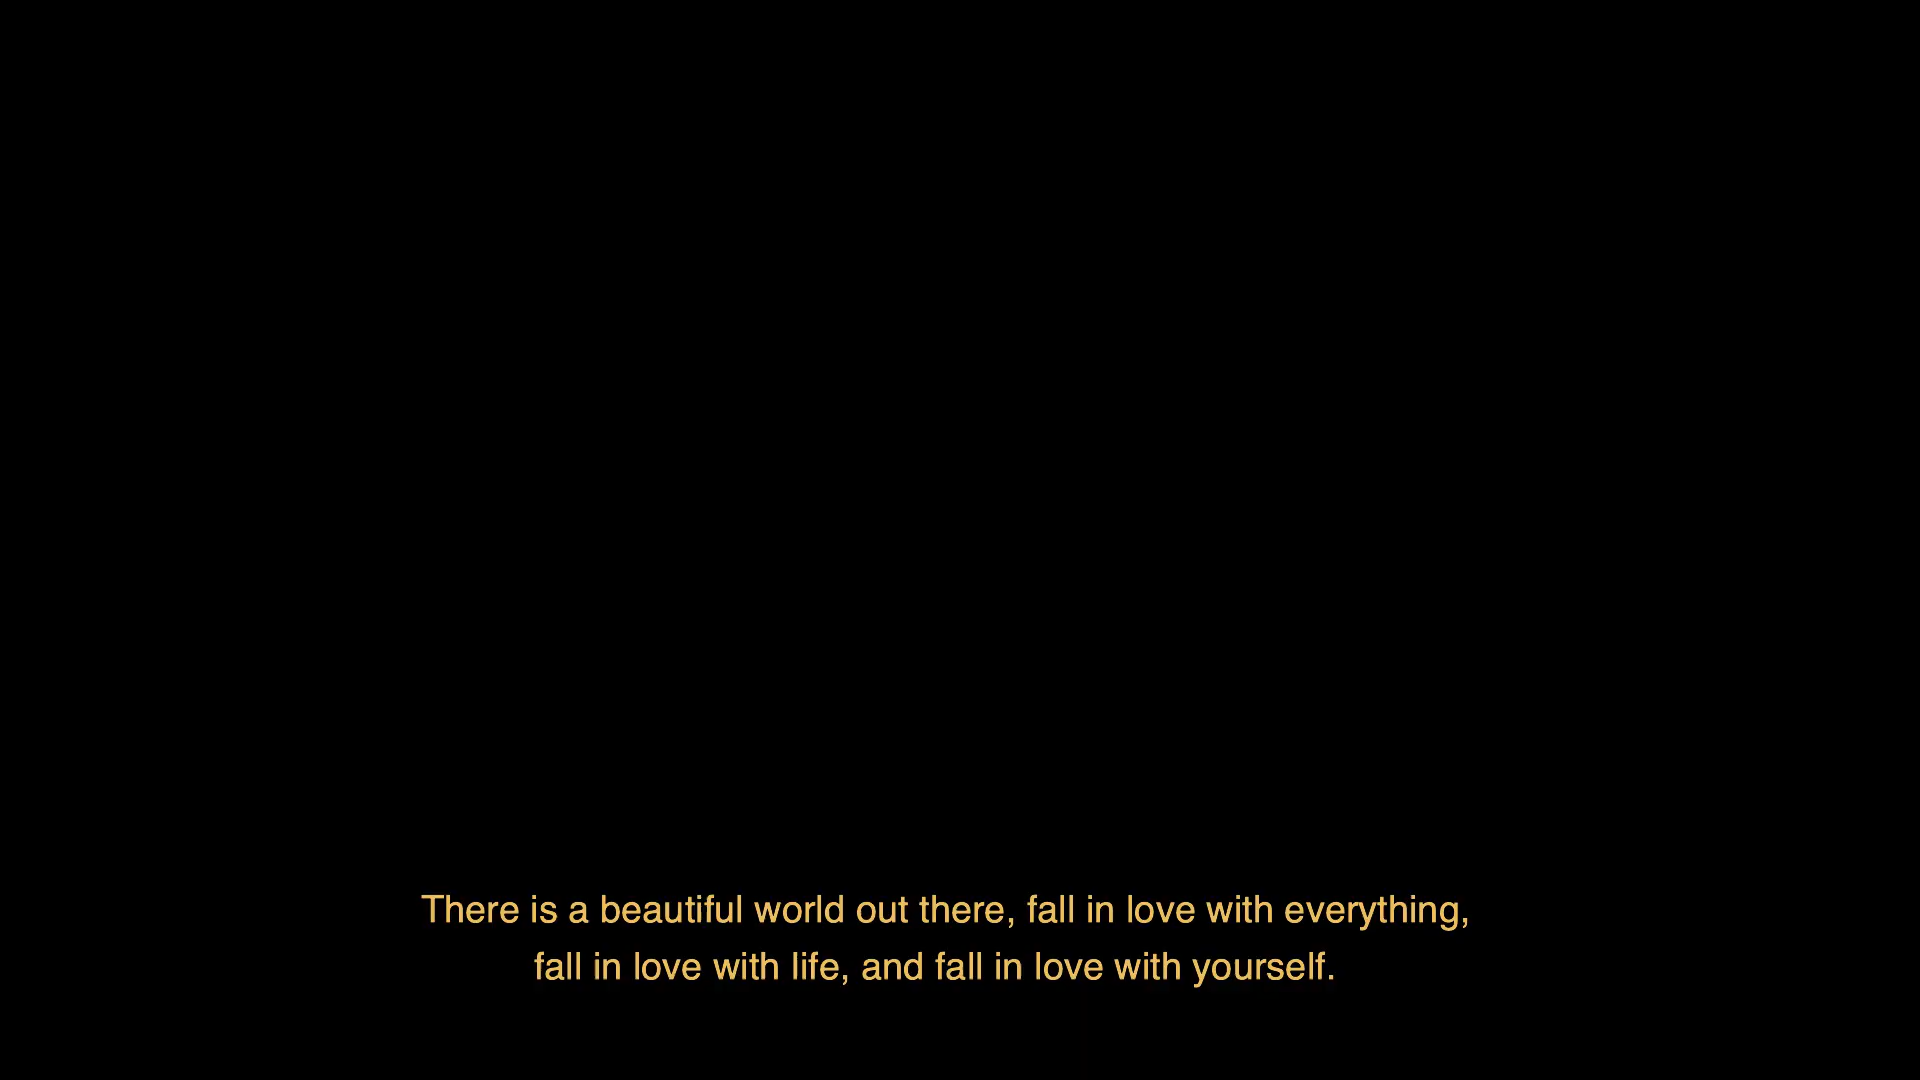 There is a beautiful world out there, fall in love with everything,
fall in love with life, and fall in love with yourself.